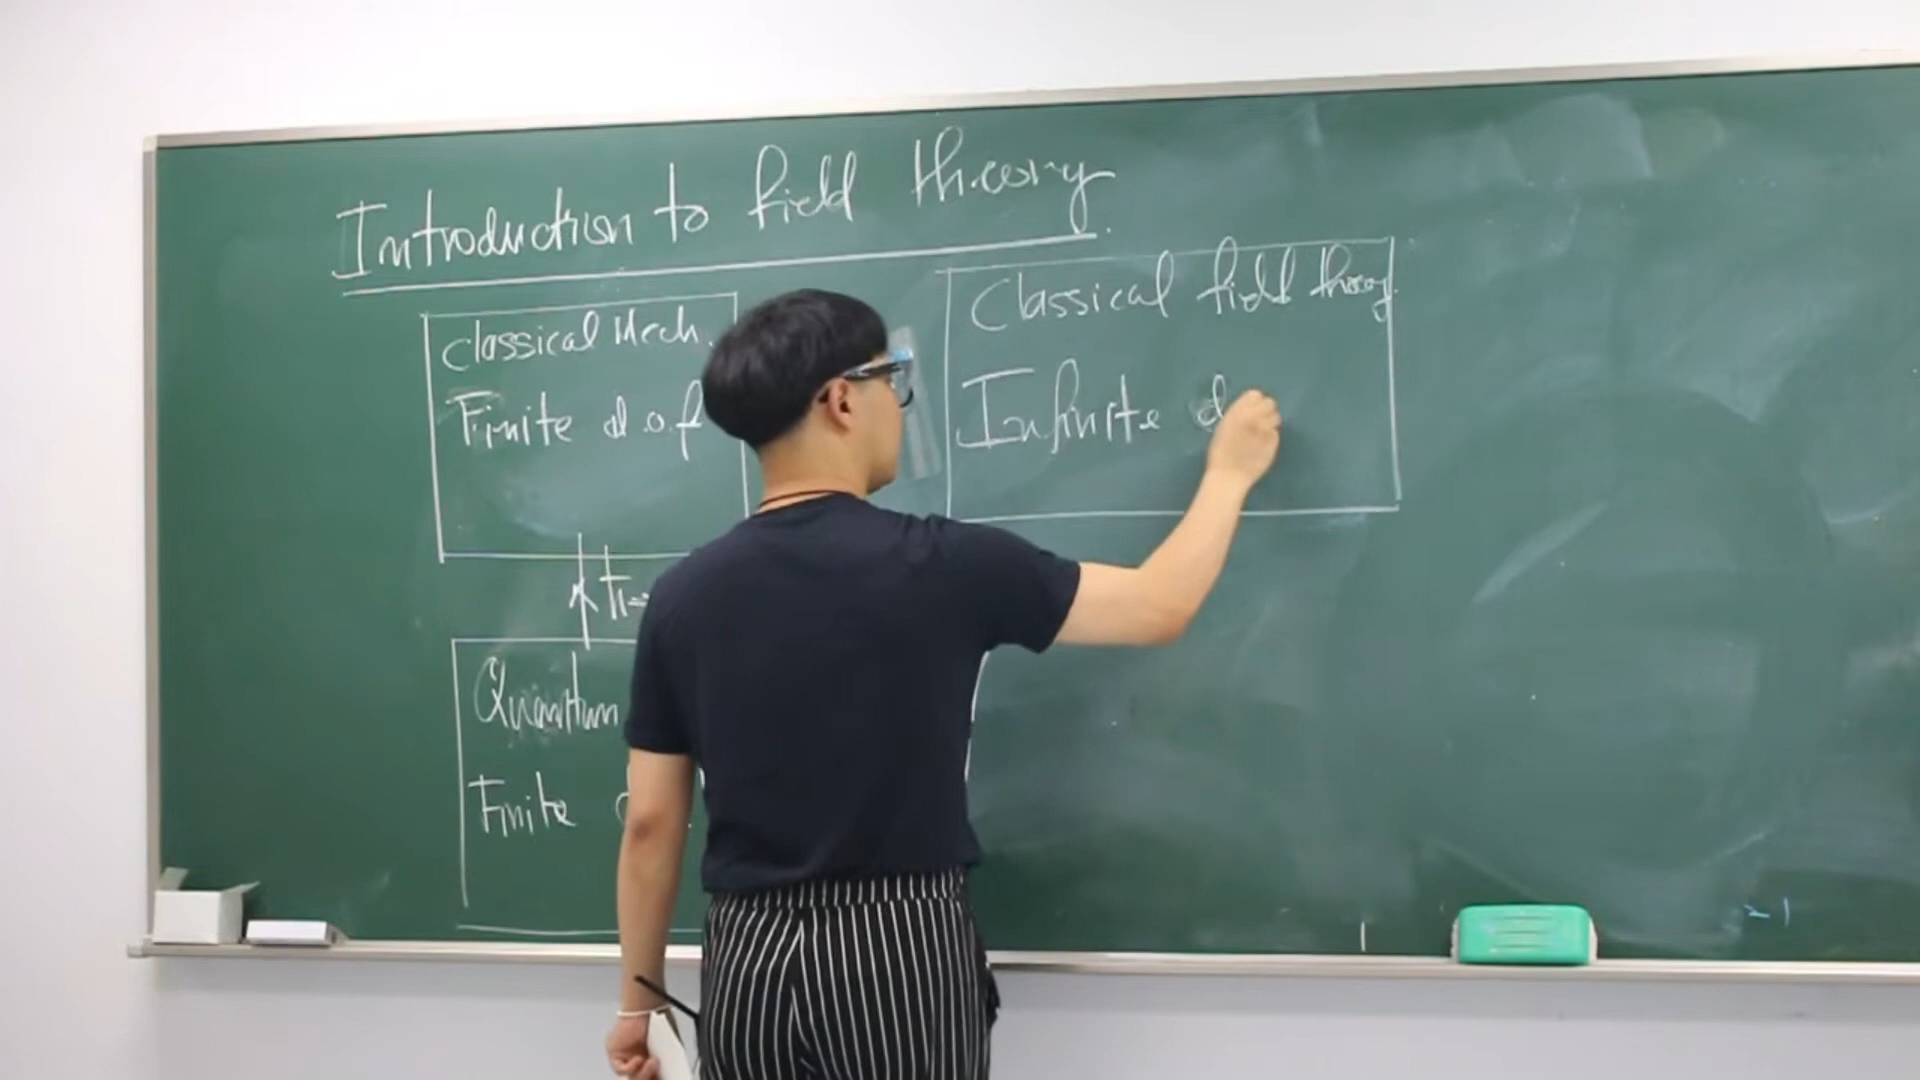 Introduction to field theory.
Classical Mech.
Finite d.o.f
Classical field theory.
Infinite d
ħ
Quantum
Finite